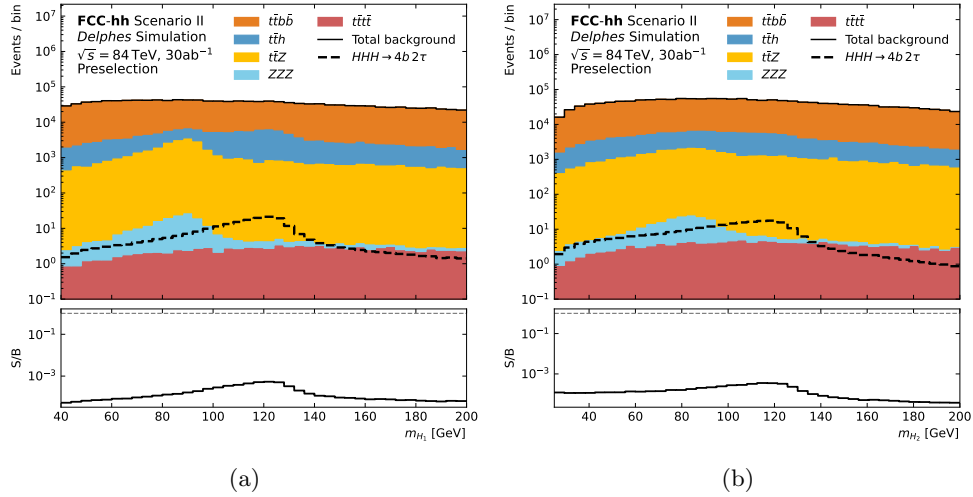 Events / bin
10⁷
10⁶
10⁵
10⁴
10³
10²
10¹
10⁰
10⁻¹
FCC-hh Scenario II
Delphes Simulation
√s = 84 TeV, 30ab⁻¹
Preselection
tt̄bb̄
tt̄h
tt̄Z
ZZZ
tt̄tt̄
Total background
HHH → 4b 2τ
S/B
10⁻¹
10⁻³
40 60 80 100 120 140 160 180 200
m_H₁ [GeV]
(a)
Events / bin
10⁷
10⁶
10⁵
10⁴
10³
10²
10¹
10⁰
10⁻¹
FCC-hh Scenario II
Delphes Simulation
√s = 84 TeV, 30ab⁻¹
Preselection
tt̄bb̄
tt̄h
tt̄Z
ZZZ
tt̄tt̄
Total background
HHH → 4b 2τ
S/B
10⁻¹
10⁻³
40 60 80 100 120 140 160 180 200
m_H₂ [GeV]
(b)